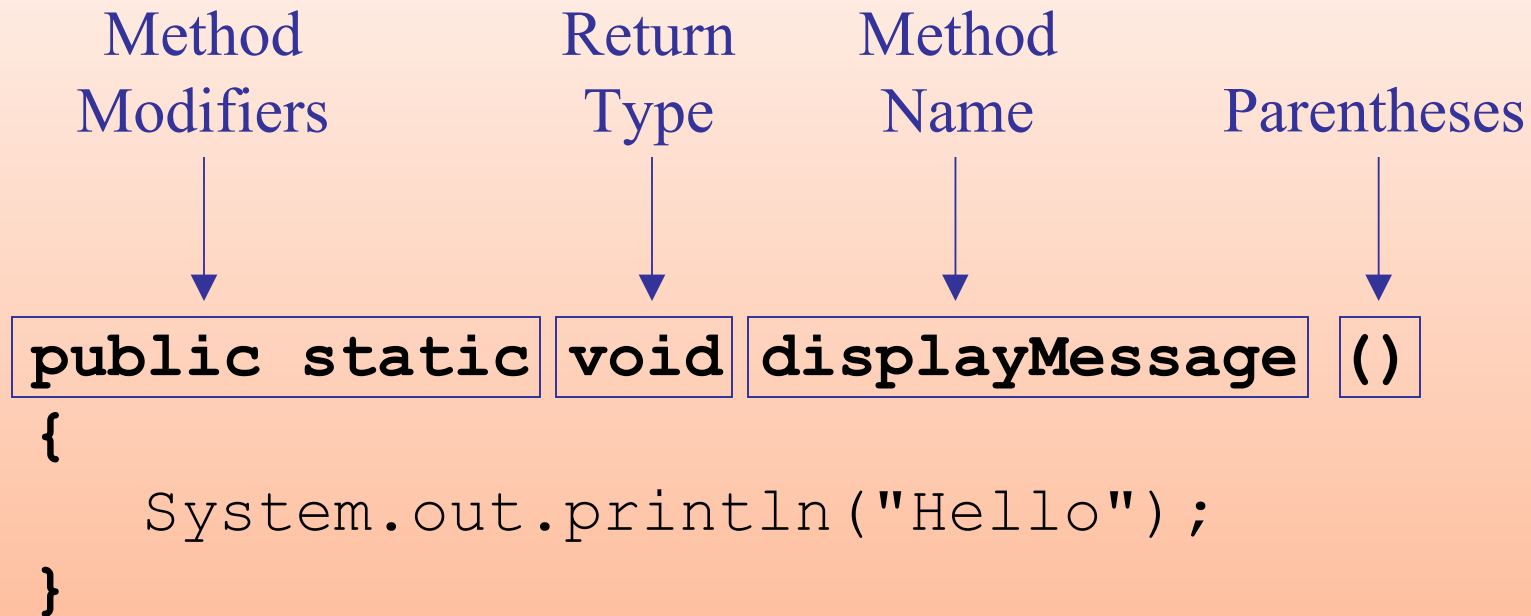 Method Return Method
Modifiers Type Name Parentheses
public static void displayMessage ()
{
System.out.println("Hello");
}